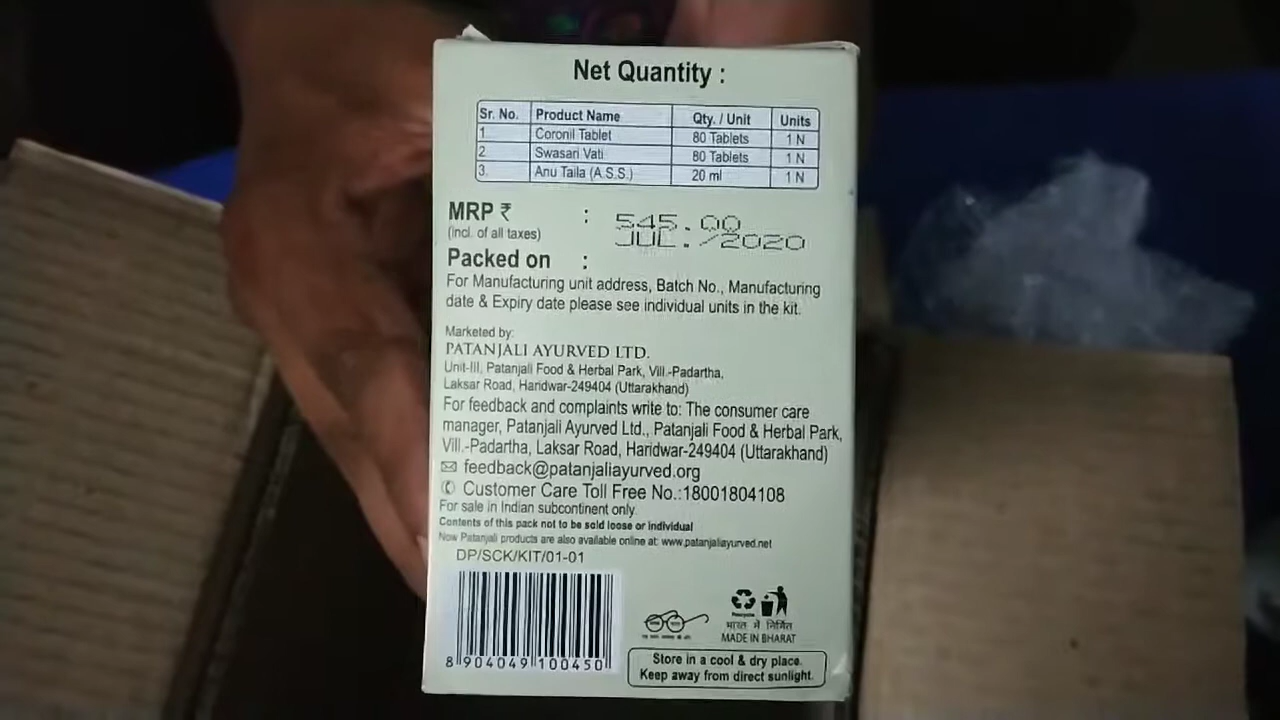 Net Quantity :
Sr. No. Product Name Qty. / Unit Units
1. Coronil Tablet 80 Tablets 1 N
2. Swasari Vati 80 Tablets 1 N
3. Anu Taila (A.S.S.) 20 ml 1 N
MRP ₹ : 545.00
(incl. of all taxes) JUL./2020
Packed on :
For Manufacturing unit address, Batch No., Manufacturing
date & Expiry date please see individual units in the kit.
Marketed by:
PATANJALI AYURVED LTD.
Unit-III, Patanjali Food & Herbal Park, Vill.-Padartha,
Laksar Road, Haridwar-249404 (Uttarakhand)
For feedback and complaints write to: The consumer care
manager, Patanjali Ayurved Ltd., Patanjali Food & Herbal Park,
Vill.-Padartha, Laksar Road, Haridwar-249404 (Uttarakhand)
feedback@patanjaliayurved.org
Customer Care Toll Free No.:18001804108
For sale in Indian subcontinent only.
Contents of this pack not to be sold loose or individual
Now Patanjali products are also available online at: www.patanjaliayurved.net
DP/SCK/KIT/01-01
8 904049 100450
भारत में निर्मित
MADE IN BHARAT
Store in a cool & dry place.
Keep away from direct sunlight.